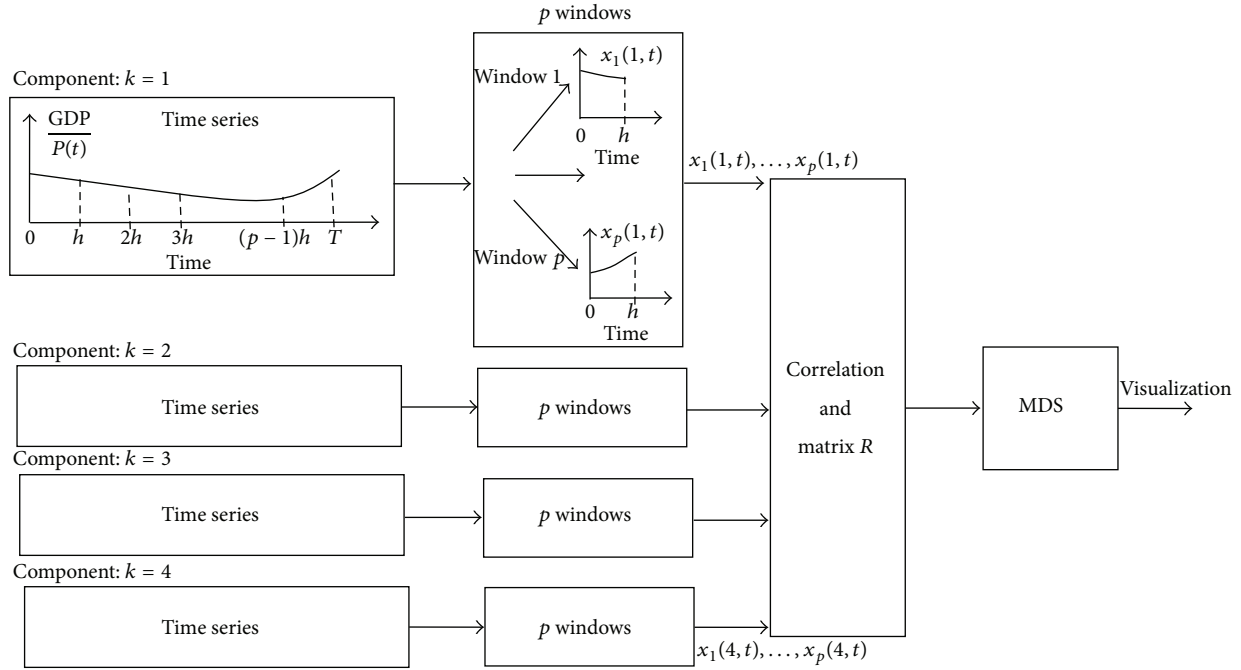 p windows
Component: k = 1
Time series
GDP
P(t)
0 h 2h 3h (p − 1)h T
Time
Window 1
x₁(1, t)
0 h
Time
Window p
xₚ(1, t)
0 h
Time
x₁(1, t), . . . , xₚ(1, t)
Component: k = 2
Time series
p windows
Component: k = 3
Time series
p windows
Component: k = 4
Time series
p windows
x₁(4, t), . . . , xₚ(4, t)
Correlation
and
matrix R
MDS
Visualization